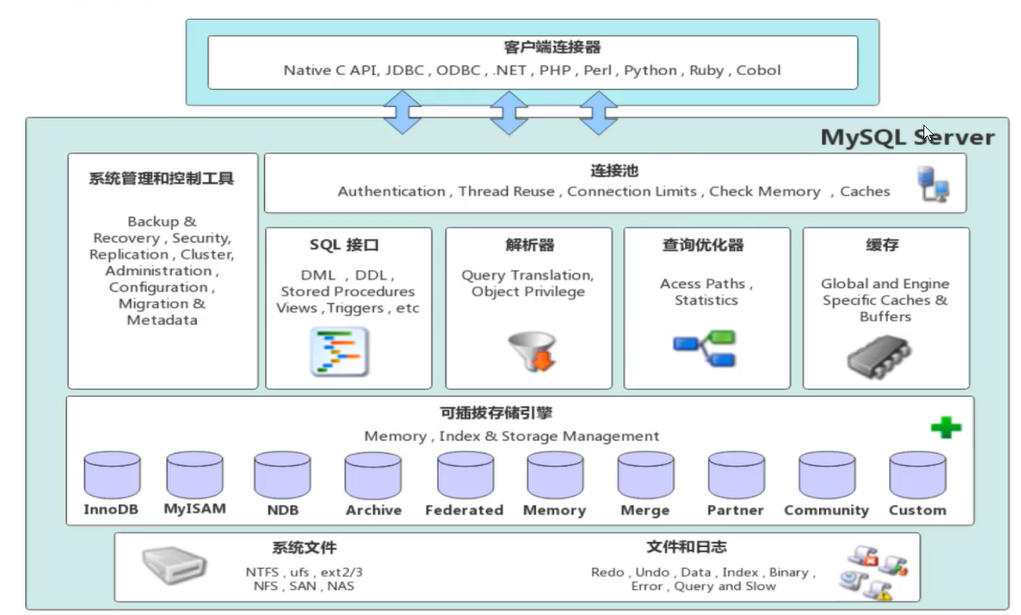 客户端连接器
Native C API, JDBC , ODBC , .NET , PHP , Perl , Python , Ruby , Cobol
MySQL Server
系统管理和控制工具
Backup &
Recovery , Security,
Replication , Cluster,
Administration ,
Configuration ,
Migration &
Metadata
连接池
Authentication , Thread Reuse , Connection Limits , Check Memory , Caches
SQL 接口
DML , DDL ,
Stored Procedures
Views ,Triggers , etc
解析器
Query Translation,
Object Privilege
查询优化器
Acess Paths ,
Statistics
缓存
Global and Engine
Specific Caches &
Buffers
可插拔存储引擎
Memory , Index & Storage Management
InnoDB
MyISAM
NDB
Archive
Federated
Memory
Merge
Partner
Community
Custom
系统文件
NTFS , ufs , ext2/3
NFS , SAN , NAS
文件和日志
Redo , Undo , Data , Index , Binary ,
Error , Query and Slow